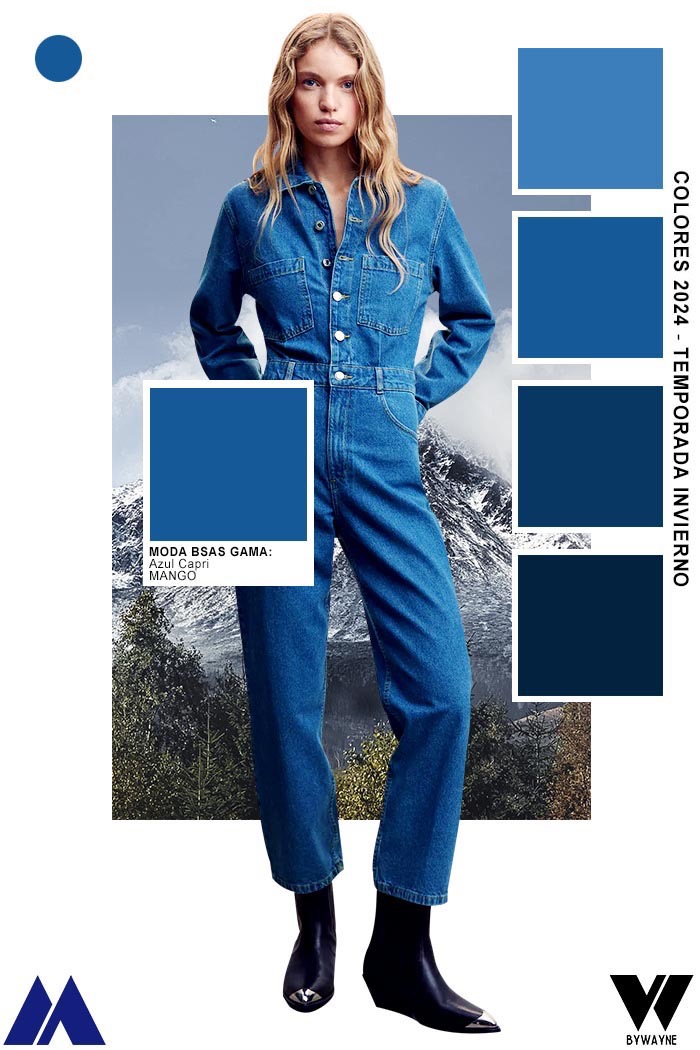 COLORES 2024 - TEMPORADA INVIERNO
MODA BSAS GAMA:
Azul Capri
MANGO
BYWAYNE